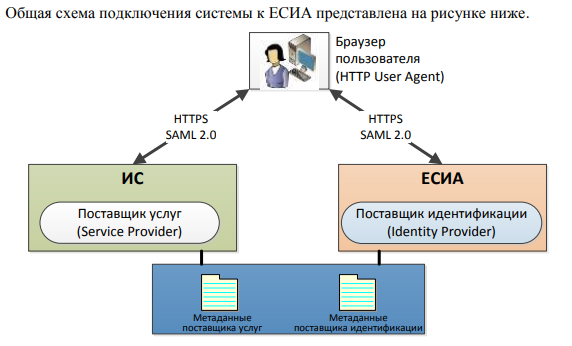 Общая схема подключения системы к ЕСИА представлена на рисунке ниже.
Браузер
пользователя
(HTTP User Agent)
HTTPS
SAML 2.0
HTTPS
SAML 2.0
ИС
Поставщик услуг
(Service Provider)
ЕСИА
Поставщик идентификации
(Identity Provider)
Метаданные
поставщика услуг
Метаданные
поставщика идентификации